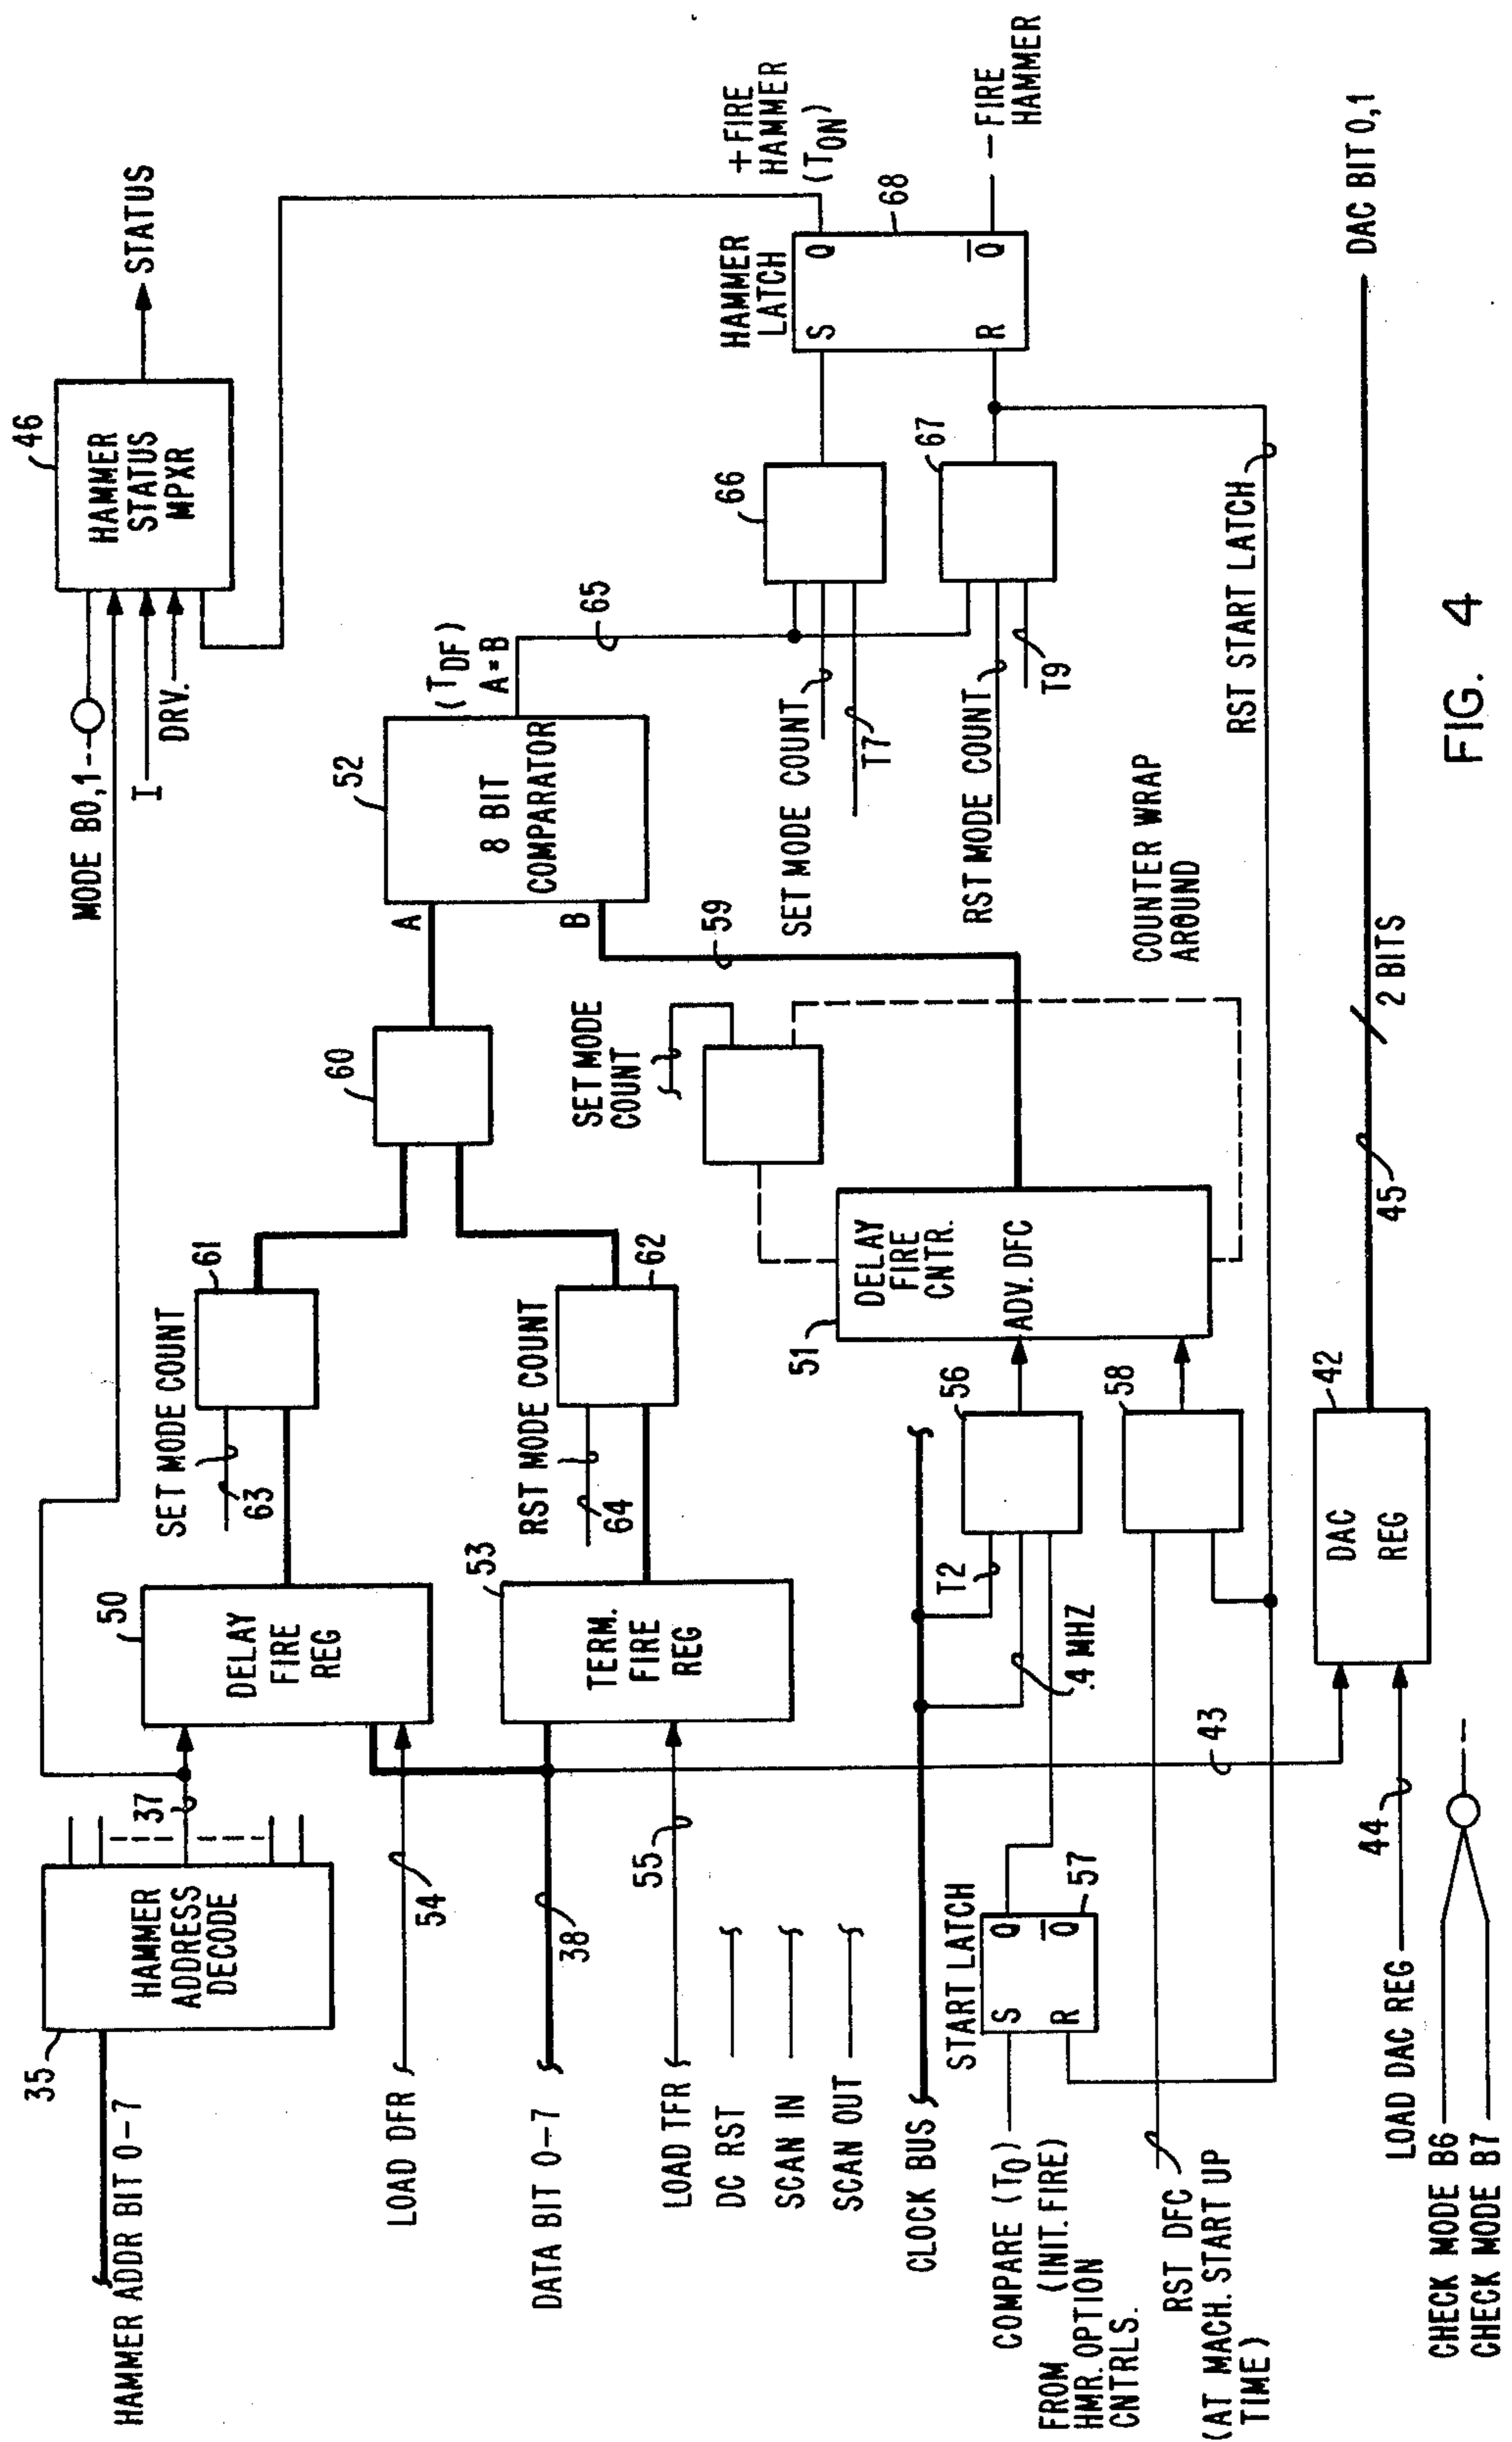 HAMMER ADDR BIT 0-7
35
HAMMER
ADDRESS
DECODE
37
LOAD DFR
54
DATA BIT 0-7
38
LOAD TFR
55
DC RST
SCAN IN
SCAN OUT
50
DELAY
FIRE
REG
53
TERM.
FIRE
REG
SET MODE COUNT
63
61
RST MODE COUNT
64
62
60
MODE B0,1
I
DRV.
46
HAMMER
STATUS
MPXR
STATUS
52
A
B
8 BIT
COMPARATOR
(TDF)
A=B
65
59
SET MODE
COUNT
51
DELAY
FIRE
CNTR.
ADV. DFC
COUNTER WRAP
AROUND
SET MODE COUNT
T7
66
RST MODE COUNT
T9
67
HAMMER
LATCH
S
Q
R
Q
68
+FIRE
HAMMER
(TON)
-FIRE
HAMMER
RST START LATCH
CLOCK BUS
T2
.4 MHZ
56
58
START LATCH
S
Q
R
Q
57
COMPARE (T0)
(INIT. FIRE)
FROM
HMR. OPTION
CNTRLS.
RST DFC
(AT MACH. START UP
TIME)
43
LOAD DAC REG
44
42
DAC
REG
45
2 BITS
DAC BIT 0,1
CHECK MODE B6
CHECK MODE B7
FIG. 4